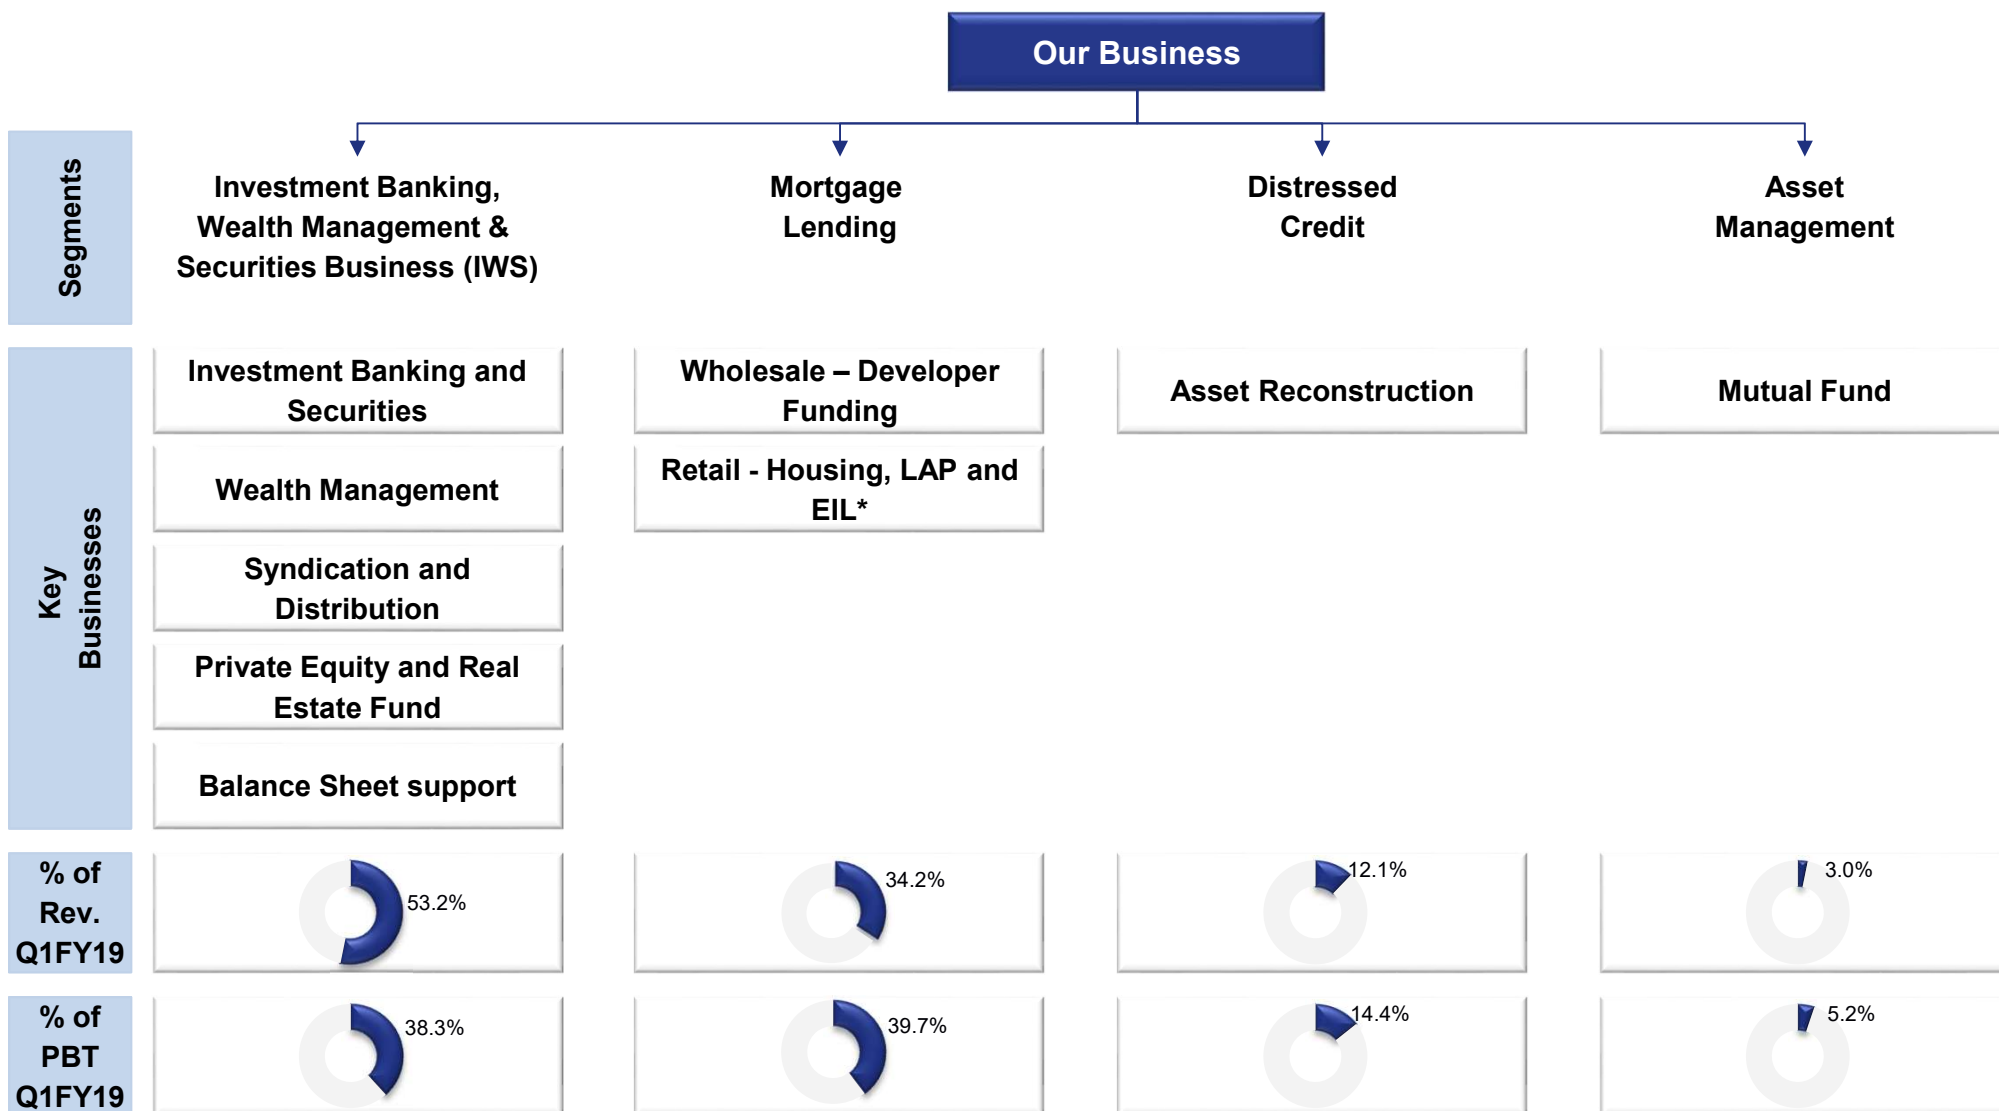 Our Business
Segments
Investment Banking,
Wealth Management &
Securities Business (IWS)
Mortgage
Lending
Distressed
Credit
Asset
Management
Key
Businesses
Investment Banking and
Securities
Wealth Management
Syndication and
Distribution
Private Equity and Real
Estate Fund
Balance Sheet support
Wholesale – Developer
Funding
Retail - Housing, LAP and
EIL*
Asset Reconstruction
Mutual Fund
% of
Rev.
Q1FY19
53.2%
34.2%
12.1%
3.0%
% of
PBT
Q1FY19
38.3%
39.7%
14.4%
5.2%